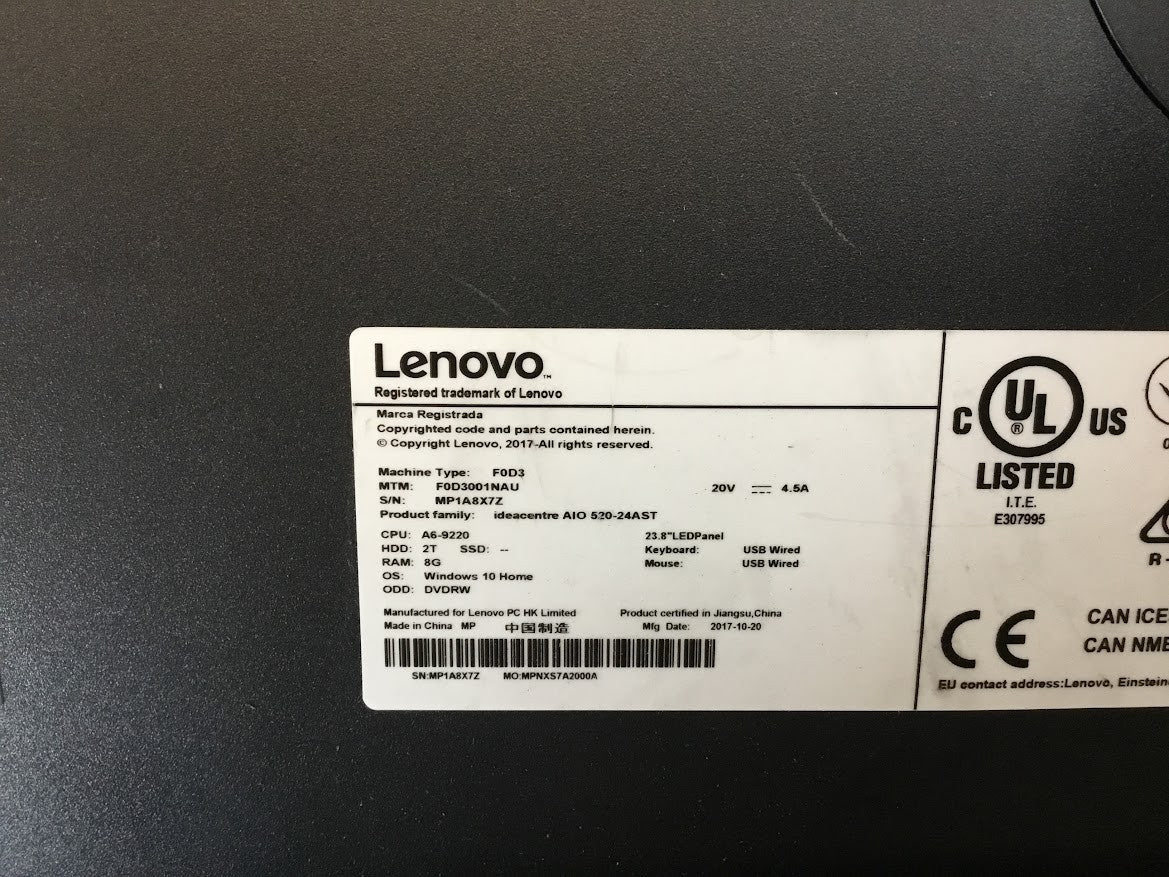 Lenovo™
Registered trademark of Lenovo
Marca Registrada
Copyrighted code and parts contained herein.
© Copyright Lenovo, 2017-All rights reserved.
Machine Type: F0D3
MTM: F0D3001NAU
S/N: MP1A8X7Z
20V 4.5A
Product family: ideacentre AIO 520-24AST
CPU: A6-9220
HDD: 2T SSD: --
RAM: 8G
OS: Windows 10 Home
ODD: DVDRW
23.8"LEDPanel
Keyboard: USB Wired
Mouse: USB Wired
Manufactured for Lenovo PC HK Limited
Made in China MP 中国制造
Product certified in Jiangsu,China
Mfg Date: 2017-10-20
SN:MP1A8X7Z MO:MPNXS7A2000A
C UL® US
LISTED
I.T.E.
E307995
R-
CE
CAN ICE
CAN NMB
EU contact address:Lenovo, Einstein